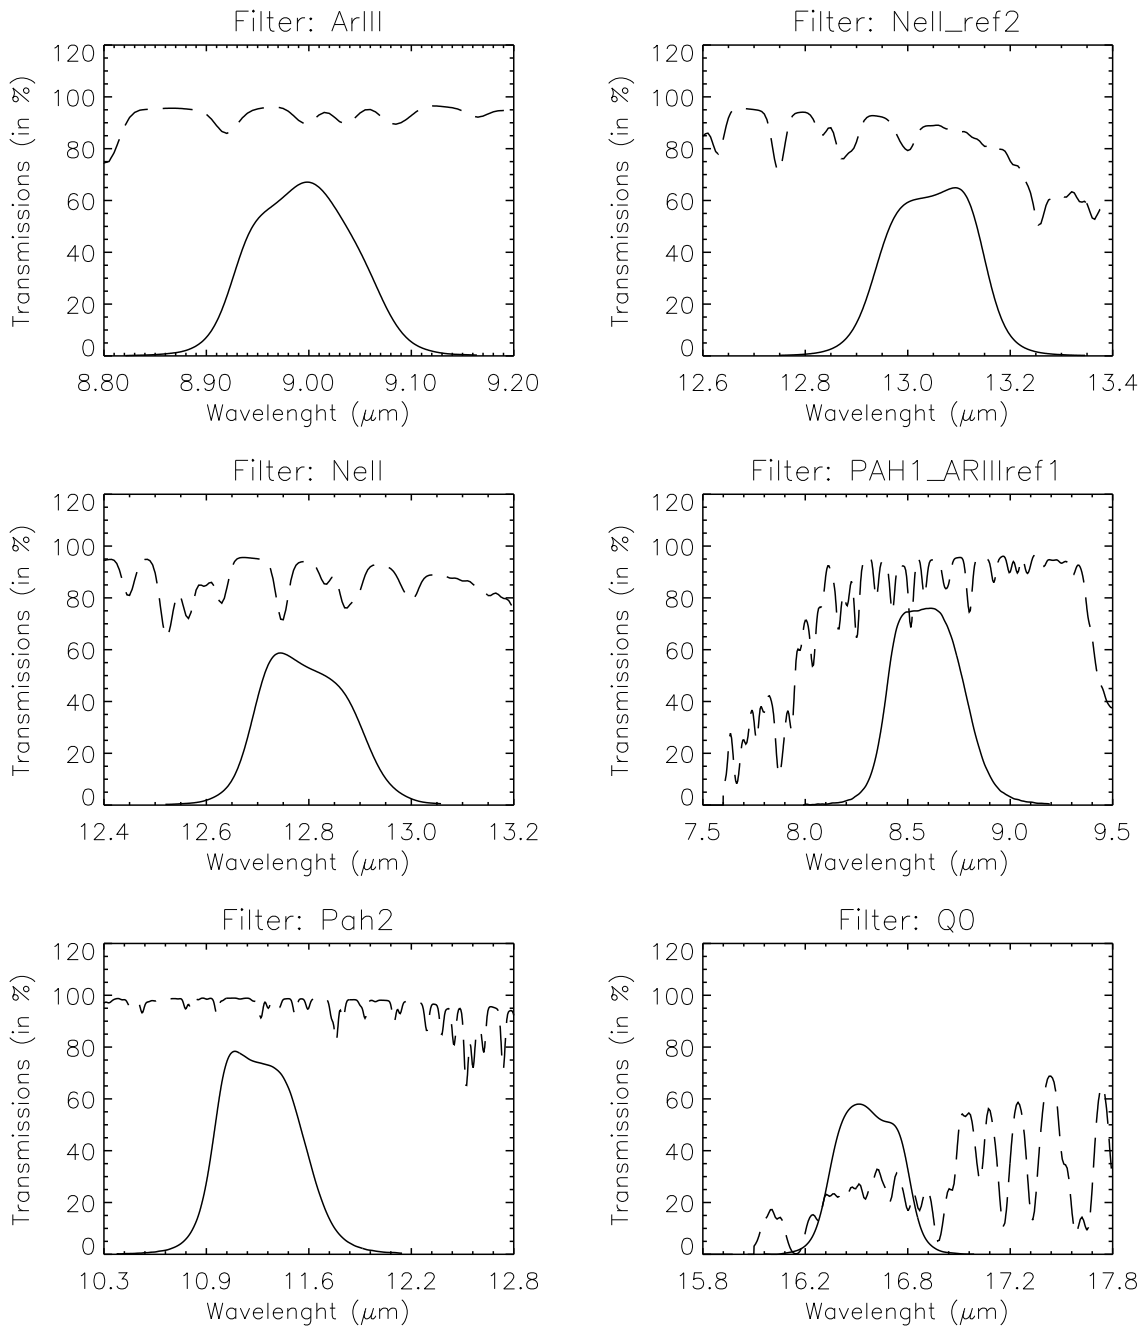 Filter: ArIII
Transmissions (in %)
120
100
80
60
40
20
0
8.80 8.90 9.00 9.10 9.20
Wavelenght (μm)
Filter: NeII_ref2
Transmissions (in %)
120
100
80
60
40
20
0
12.6 12.8 13.0 13.2 13.4
Wavelenght (μm)
Filter: NeII
Transmissions (in %)
120
100
80
60
40
20
0
12.4 12.6 12.8 13.0 13.2
Wavelenght (μm)
Filter: PAH1_ARIIIref1
Transmissions (in %)
120
100
80
60
40
20
0
7.5 8.0 8.5 9.0 9.5
Wavelenght (μm)
Filter: Pah2
Transmissions (in %)
120
100
80
60
40
20
0
10.3 10.9 11.6 12.2 12.8
Wavelenght (μm)
Filter: Q0
Transmissions (in %)
120
100
80
60
40
20
0
15.8 16.2 16.8 17.2 17.8
Wavelenght (μm)